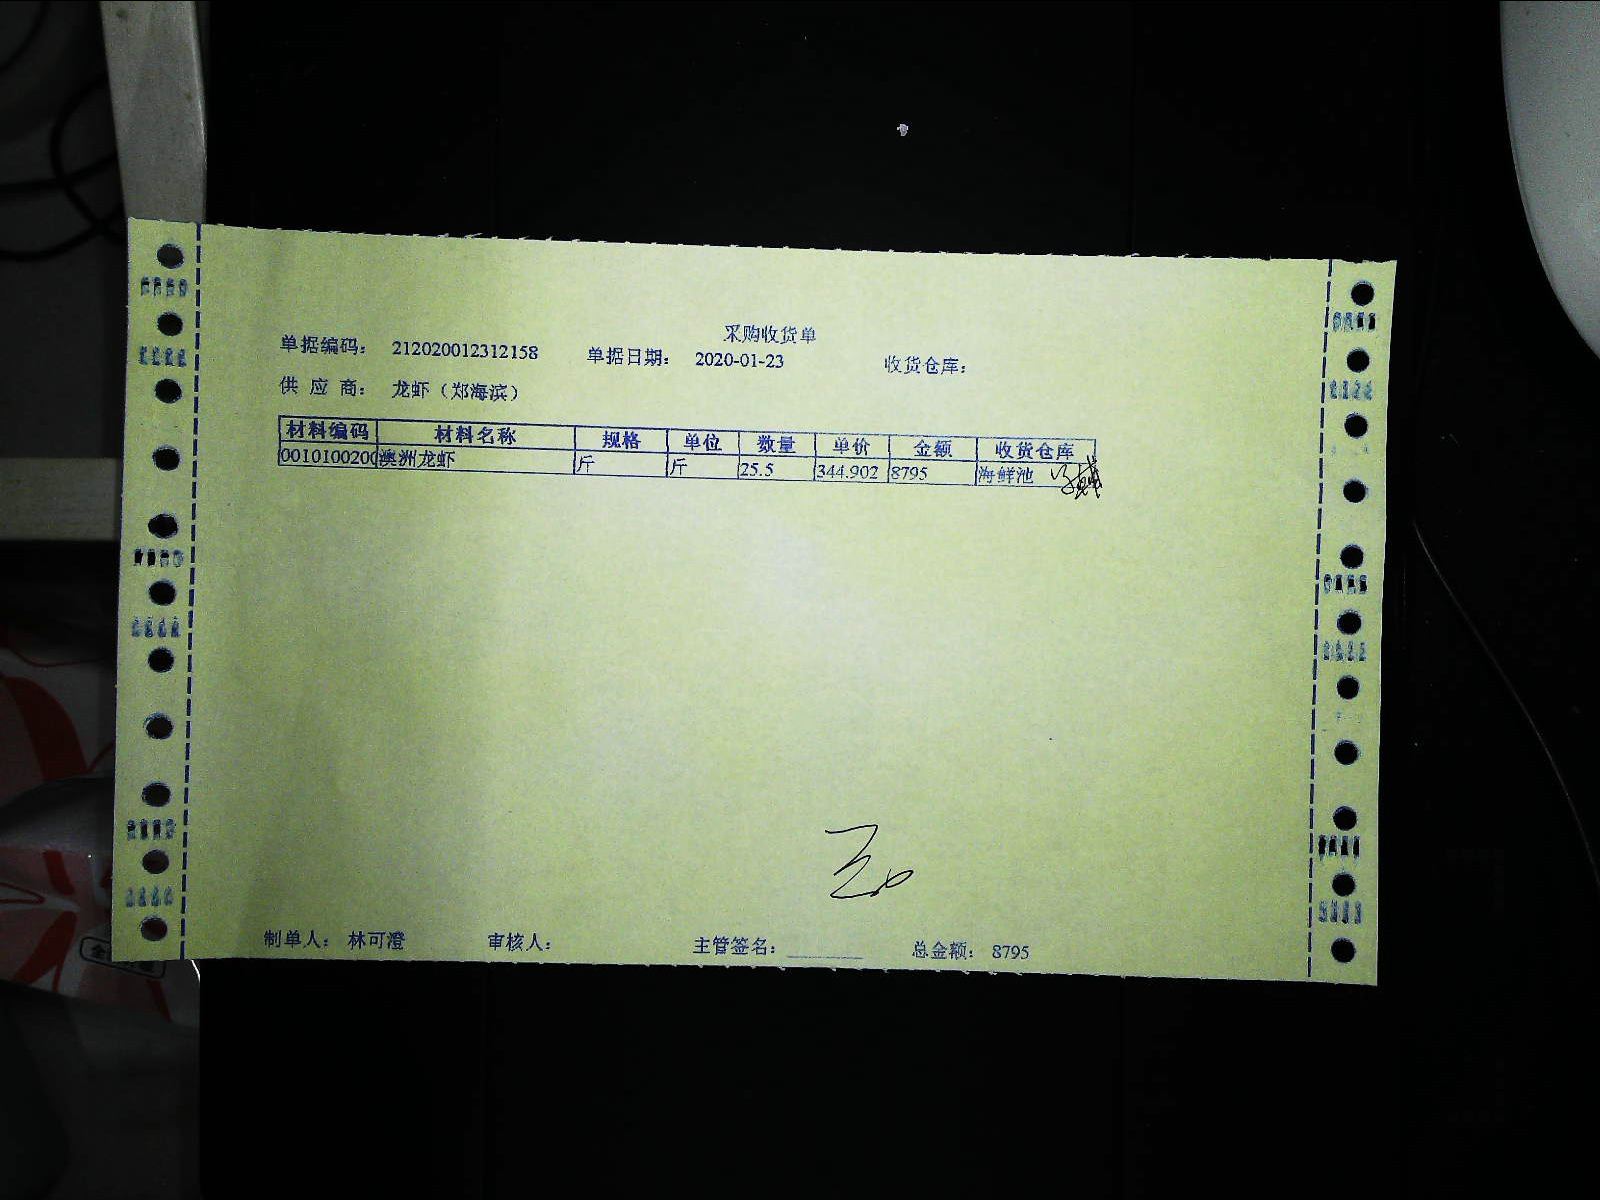 采购收货单
单据编码: 212020012312158 单据日期: 2020-01-23 收货仓库:
供 应 商: 龙虾（郑海滨）
材料编码 材料名称 规格 单位 数量 单价 金额 收货仓库
0010100200 澳洲龙虾 斤 斤 25.5 344.902 8795 海鲜池
制单人: 林可澄 审核人: 主管签名: 总金额: 8795